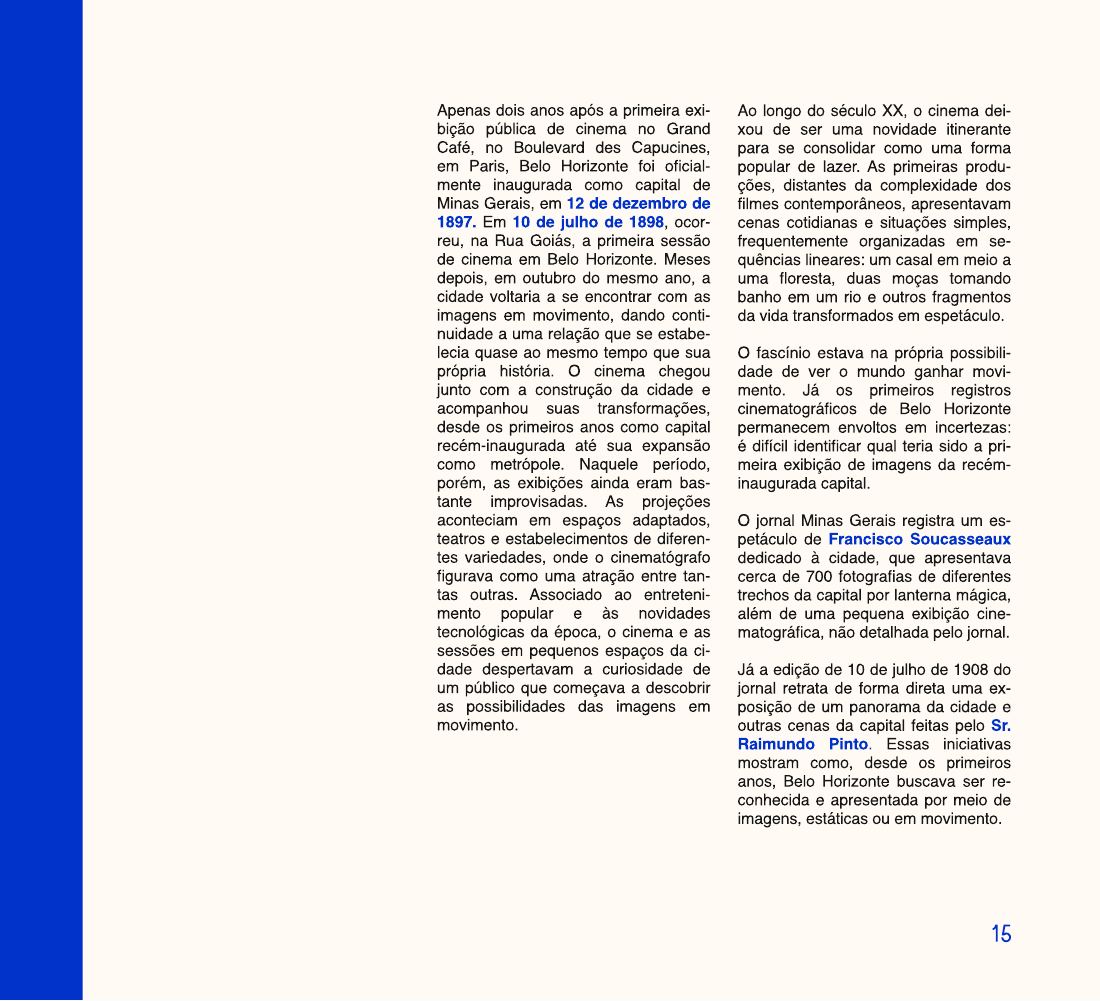 Apenas dois anos após a primeira exi-
bição pública de cinema no Grand
Café, no Boulevard des Capucines,
em Paris, Belo Horizonte foi oficial-
mente inaugurada como capital de
Minas Gerais, em 12 de dezembro de
1897. Em 10 de julho de 1898, ocor-
reu, na Rua Goiás, a primeira sessão
de cinema em Belo Horizonte. Meses
depois, em outubro do mesmo ano, a
cidade voltaria a se encontrar com as
imagens em movimento, dando conti-
nuidade a uma relação que se estabe-
lecia quase ao mesmo tempo que sua
própria história. O cinema chegou
junto com a construção da cidade e
acompanhou suas transformações,
desde os primeiros anos como capital
recém-inaugurada até sua expansão
como metrópole. Naquele período,
porém, as exibições ainda eram bas-
tante improvisadas. As projeções
aconteciam em espaços adaptados,
teatros e estabelecimentos de diferen-
tes variedades, onde o cinematógrafo
figurava como uma atração entre tan-
tas outras. Associado ao entreteni-
mento popular e às novidades
tecnológicas da época, o cinema e as
sessões em pequenos espaços da ci-
dade despertavam a curiosidade de
um público que começava a descobrir
as possibilidades das imagens em
movimento.
Ao longo do século XX, o cinema dei-
xou de ser uma novidade itinerante
para se consolidar como uma forma
popular de lazer. As primeiras produ-
ções, distantes da complexidade dos
filmes contemporâneos, apresentavam
cenas cotidianas e situações simples,
frequentemente organizadas em se-
quências lineares: um casal em meio a
uma floresta, duas moças tomando
banho em um rio e outros fragmentos
da vida transformados em espetáculo.
O fascínio estava na própria possibili-
dade de ver o mundo ganhar movi-
mento. Já os primeiros registros
cinematográficos de Belo Horizonte
permanecem envoltos em incertezas:
é difícil identificar qual teria sido a pri-
meira exibição de imagens da recém-
inaugurada capital.
O jornal Minas Gerais registra um es-
petáculo de Francisco Soucasseaux
dedicado à cidade, que apresentava
cerca de 700 fotografias de diferentes
trechos da capital por lanterna mágica,
além de uma pequena exibição cine-
matográfica, não detalhada pelo jornal.
Já a edição de 10 de julho de 1908 do
jornal retrata de forma direta uma ex-
posição de um panorama da cidade e
outras cenas da capital feitas pelo Sr.
Raimundo Pinto. Essas iniciativas
mostram como, desde os primeiros
anos, Belo Horizonte buscava ser re-
conhecida e apresentada por meio de
imagens, estáticas ou em movimento.
15